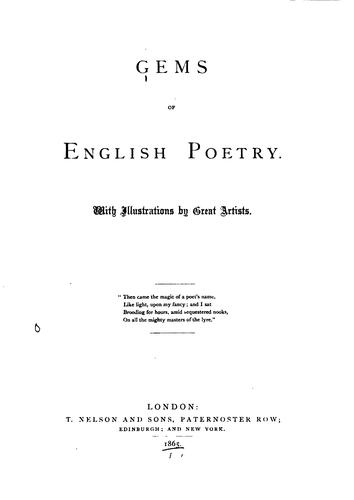 GEMS
OF
ENGLISH POETRY.
With Illustrations by Great Artists.
"Then came the magic of a poet's name,
Like light, upon my fancy; and I sat
Brooding for hours, amid sequestered nooks,
On all the mighty masters of the lyre."
LONDON:
T. NELSON AND SONS, PATERNOSTER ROW;
EDINBURGH; AND NEW YORK.
1865.